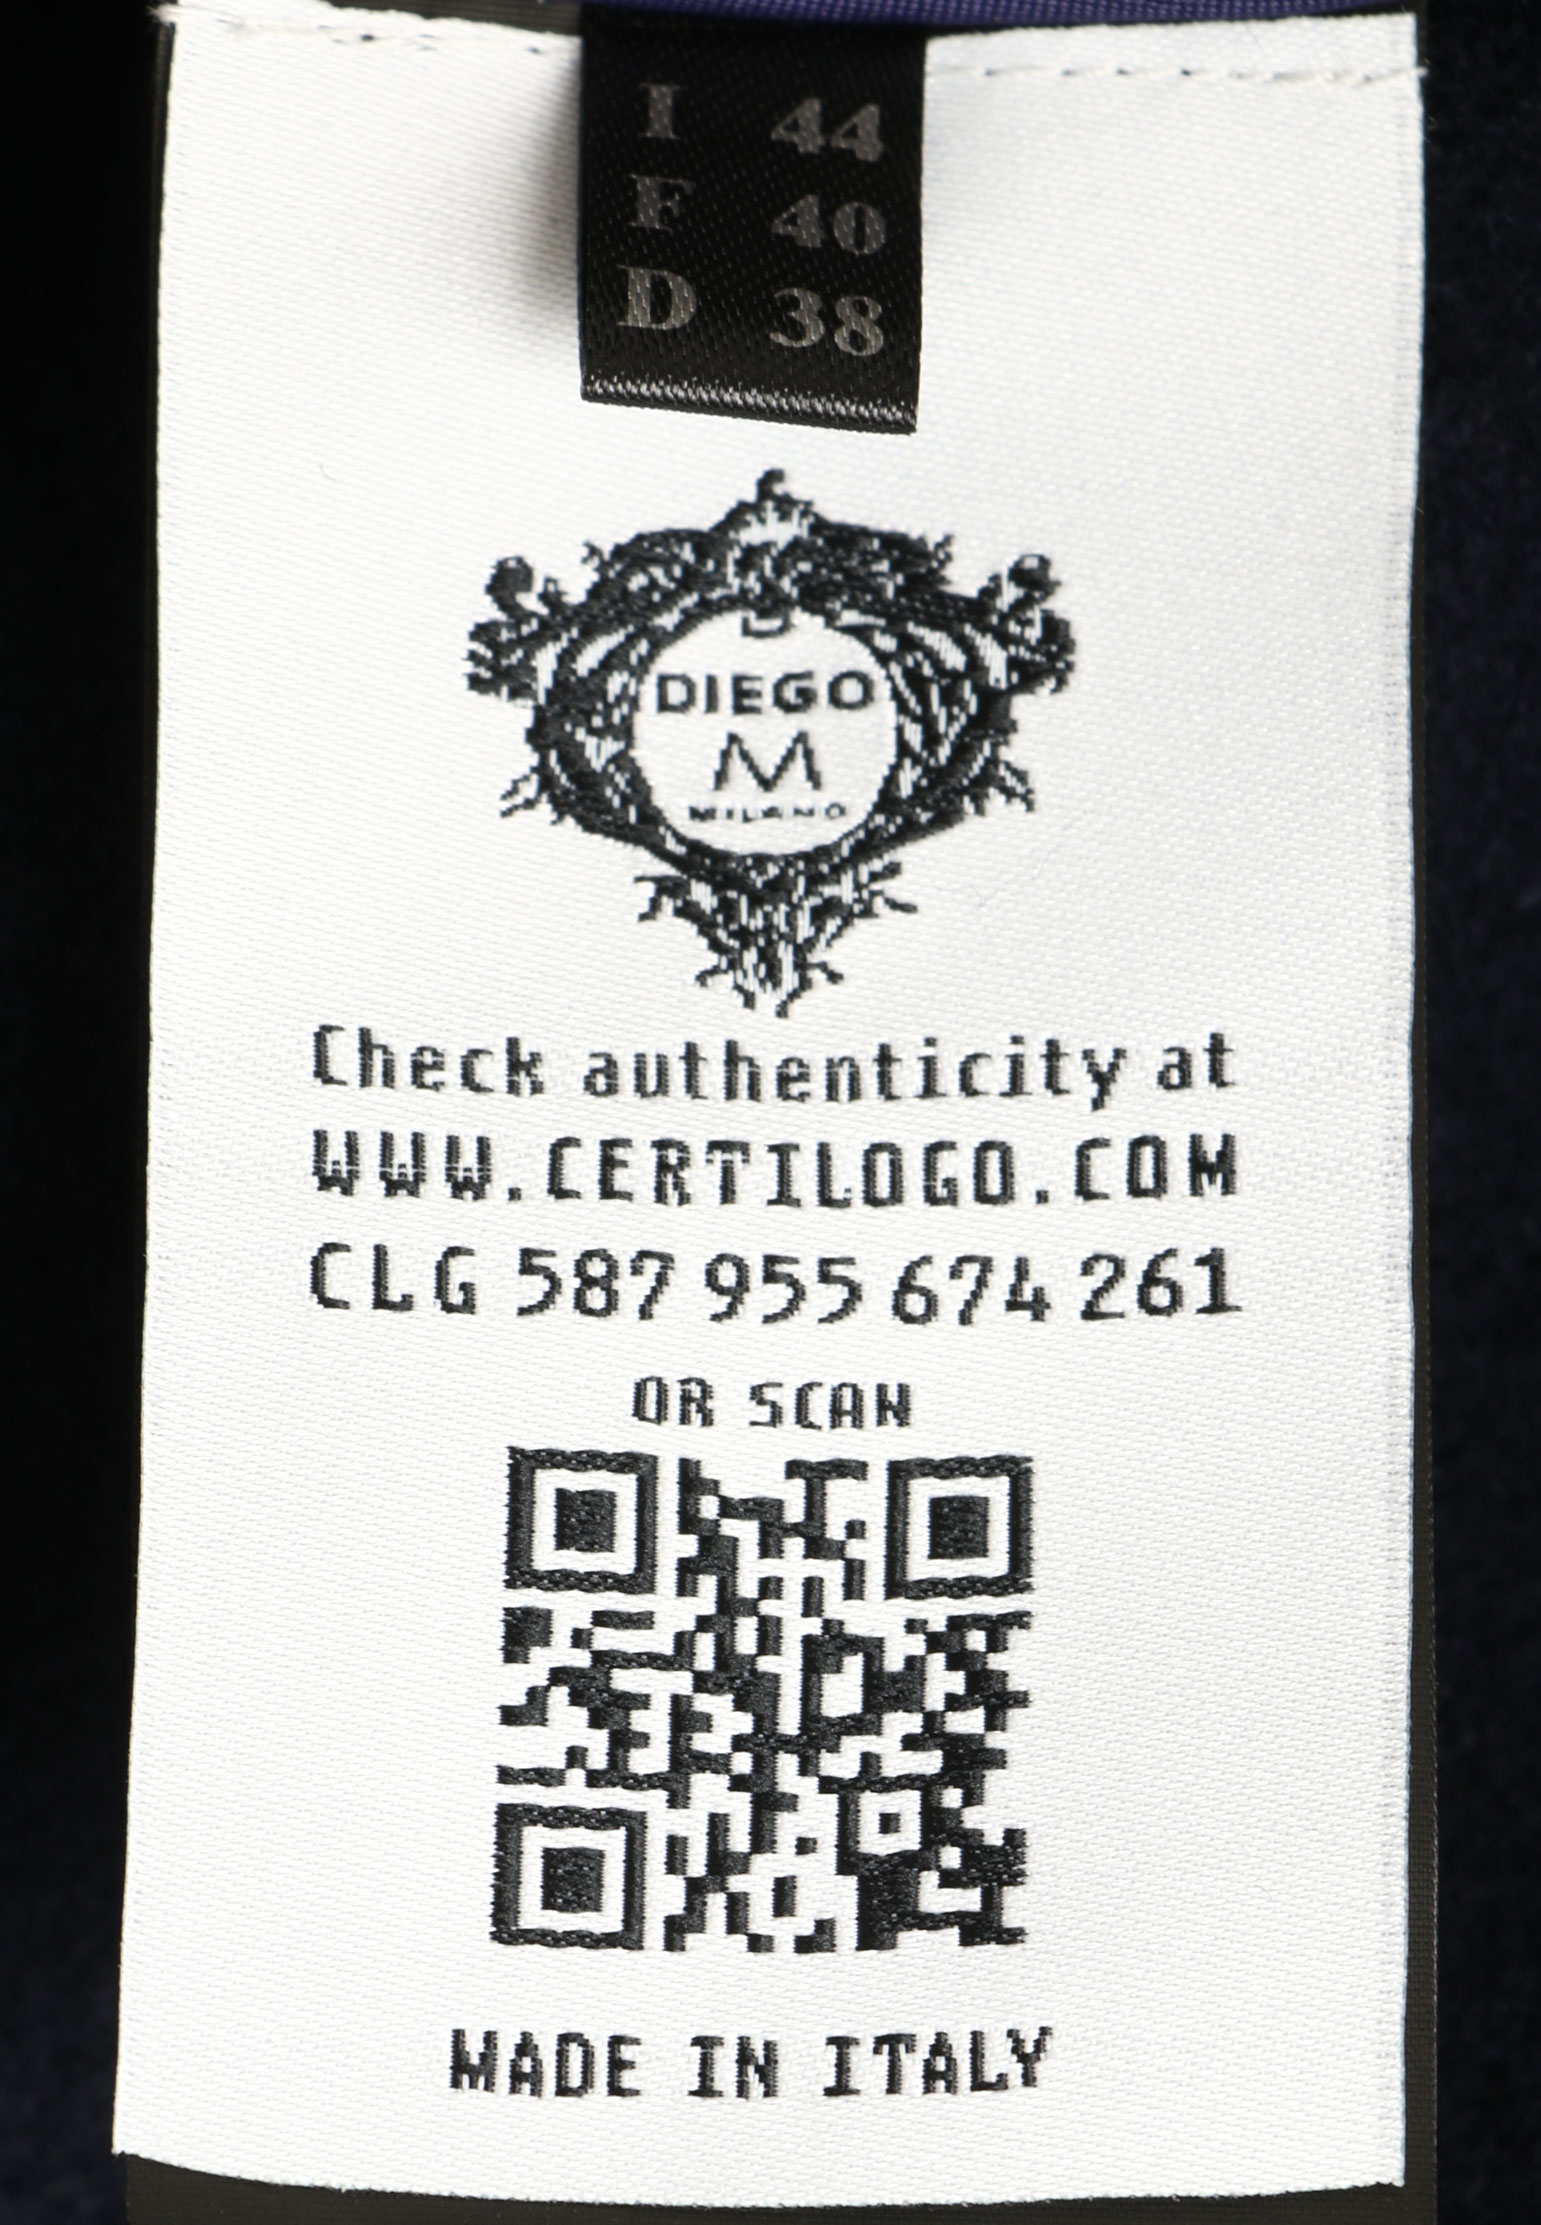 I 44
F 40
D 38
DIEGO
M
MILANO
Check authenticity at
WWW.CERTILOGO.COM
CLG 587 955 674 261
OR SCAN
MADE IN ITALY